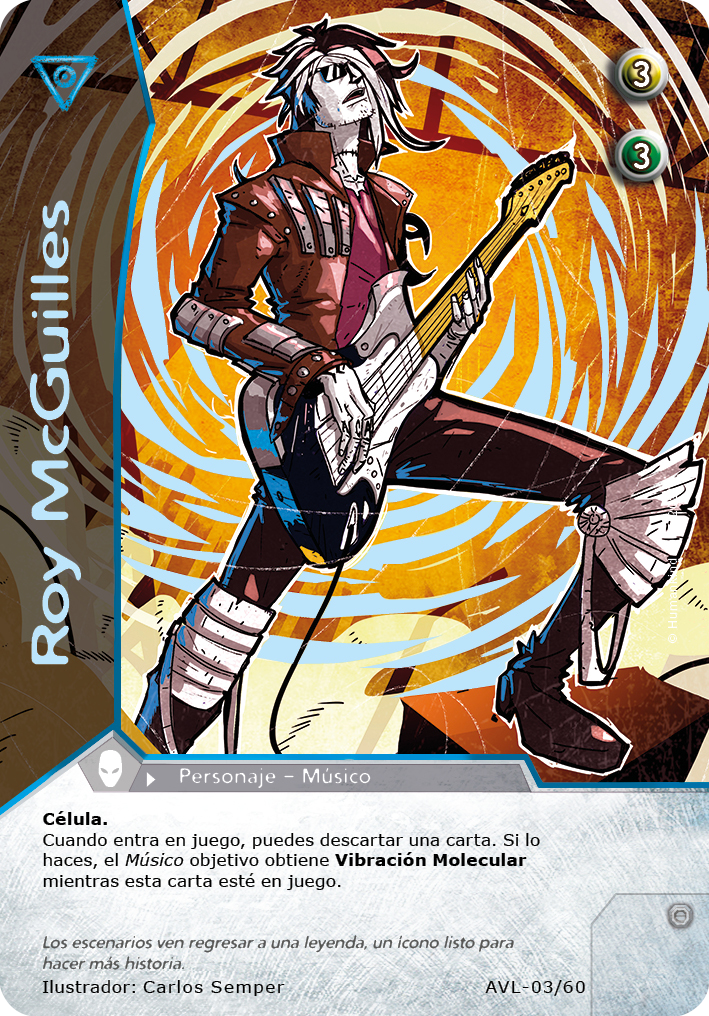 Roy McGuilles
3
3
Personaje – Músico
Célula.
Cuando entra en juego, puedes descartar una carta. Si lo
haces, el Músico objetivo obtiene Vibración Molecular
mientras esta carta esté en juego.
Los escenarios ven regresar a una leyenda, un ícono listo para
hacer más historia.
Ilustrador: Carlos Semper
AVL-03/60